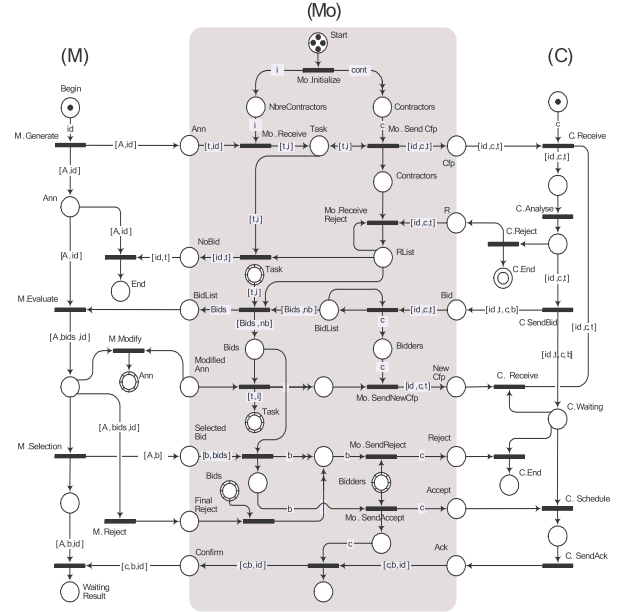 (Mo)
(M)
(C)
Start
Mo .Initialize
i
cont
Begin
NbreContractors
Contractors
id
i
c
c
M . Generate
Ann
Mo . Receive
Task
Mo . Send Cfp
C. Receive
[A,id]
[t,id]
[t,i]
[t,i]
[id,c,t]
Cfp
[id,c,t]
[id,c,t]
[A,id]
Contractors
Ann
C. Analyse
[t,i]
Mo .Receive
Reject
[id,c,t]
R
[A,id]
C.Reject
[A, id]
NoBid
[id, t]
[id,t]
RList
[id,c,t]
End
Task
C.End
[t,i]
M.Evaluate
BidList
Bids
[Bids ,nb]
[id,c,t]
Bid
[id ,t, c,b]
C SendBid
[Bids ,nb]
BidList
c
[id ,c,t]
[A,bids ,id]
M .Modify
Bids
Bidders
[id ,t, c, b]
Modified
Ann
c
New
Cfp
C. Receive
Ann
[t,i]
Mo. SendNewCfp
[id, c, t]
Task
C. Waiting
[A, bids,id]
Selected
Bid
Mo . SendReject
Reject
M .Selection
[A,b]
[b, bids]
b
b
c
C.End
Bids
Bidders
Accept
Final
Reject
b
c
C. Schedule
M . Reject
Mo . SendAccept
[A, b,id]
c
Confirm
Ack
C. SendAck
[c,b, id]
[c,b, id]
[c,b, id]
Waiting
Result